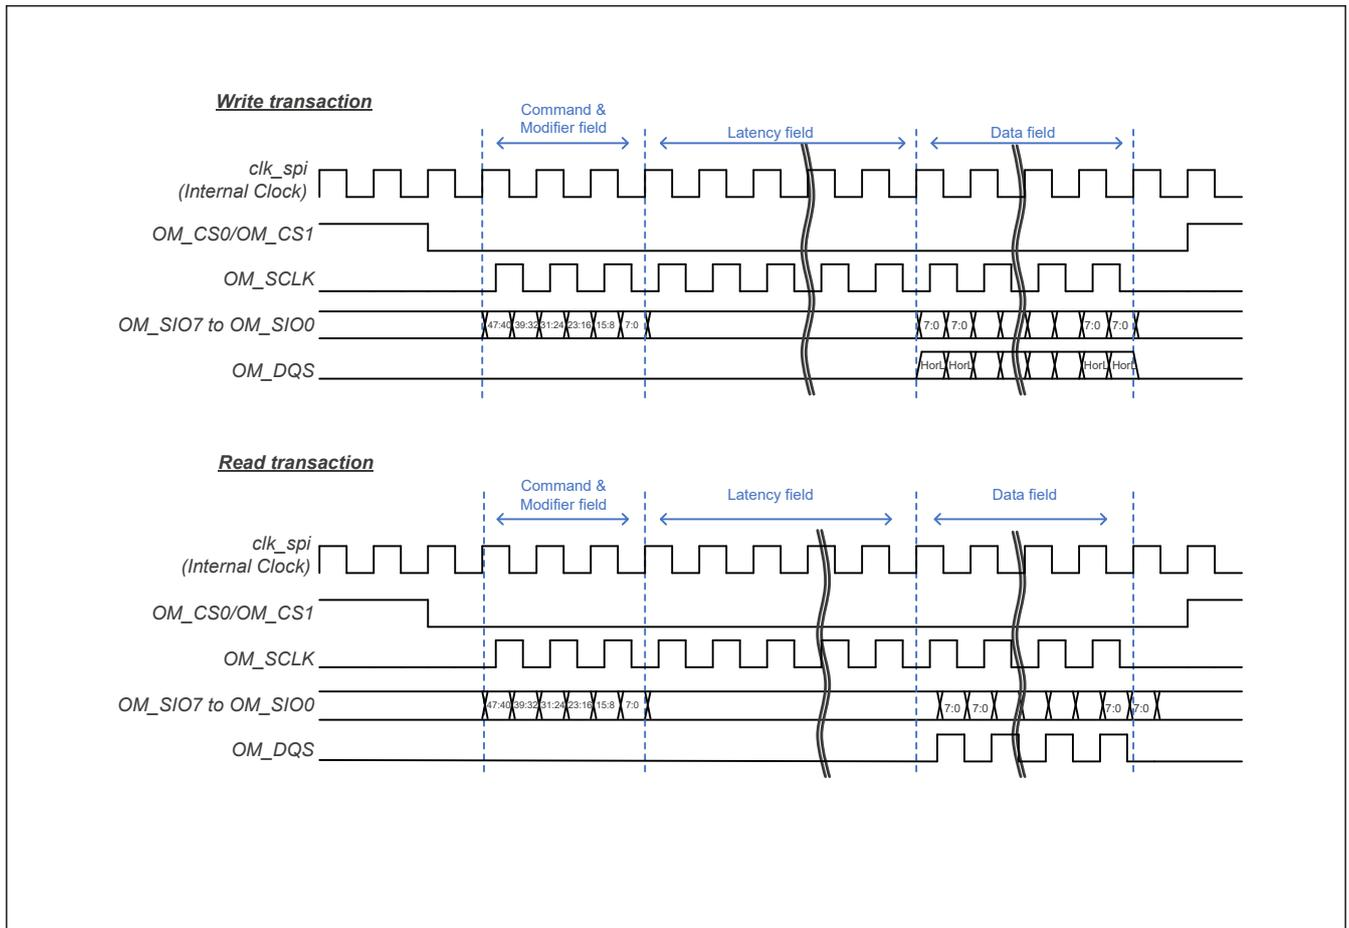 Write transaction
Command &
Modifier field
Latency field
Data field
clk_spi
(Internal Clock)
OM_CS0/OM_CS1
OM_SCLK
OM_SIO7 to OM_SIO0
47:40 39:32 31:24 23:16 15:8 7:0 7:0 7:0 7:0 7:0
OM_DQS
HorL HorL HorL HorL
Read transaction
Command &
Modifier field
Latency field
Data field
clk_spi
(Internal Clock)
OM_CS0/OM_CS1
OM_SCLK
OM_SIO7 to OM_SIO0
47:40 39:32 31:24 23:16 15:8 7:0 7:0 7:0 7:0 7:0
OM_DQS